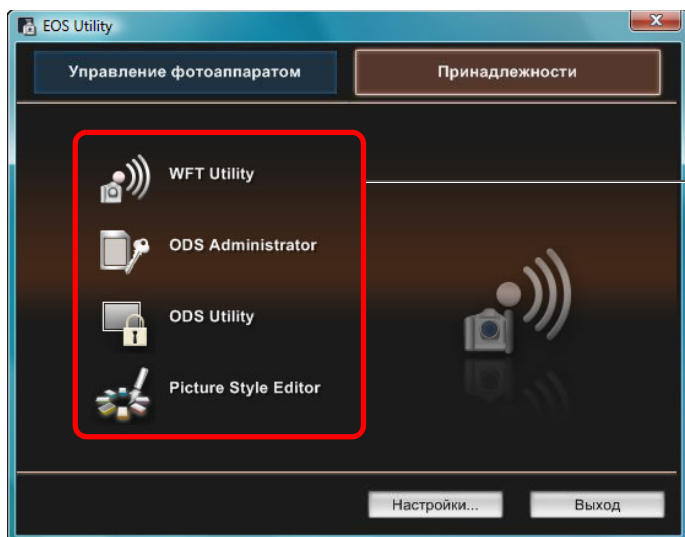 EOS Utility
Управление фотоаппаратом
Принадлежности
WFT Utility
ODS Administrator
ODS Utility
Picture Style Editor
Настройки...
Выход